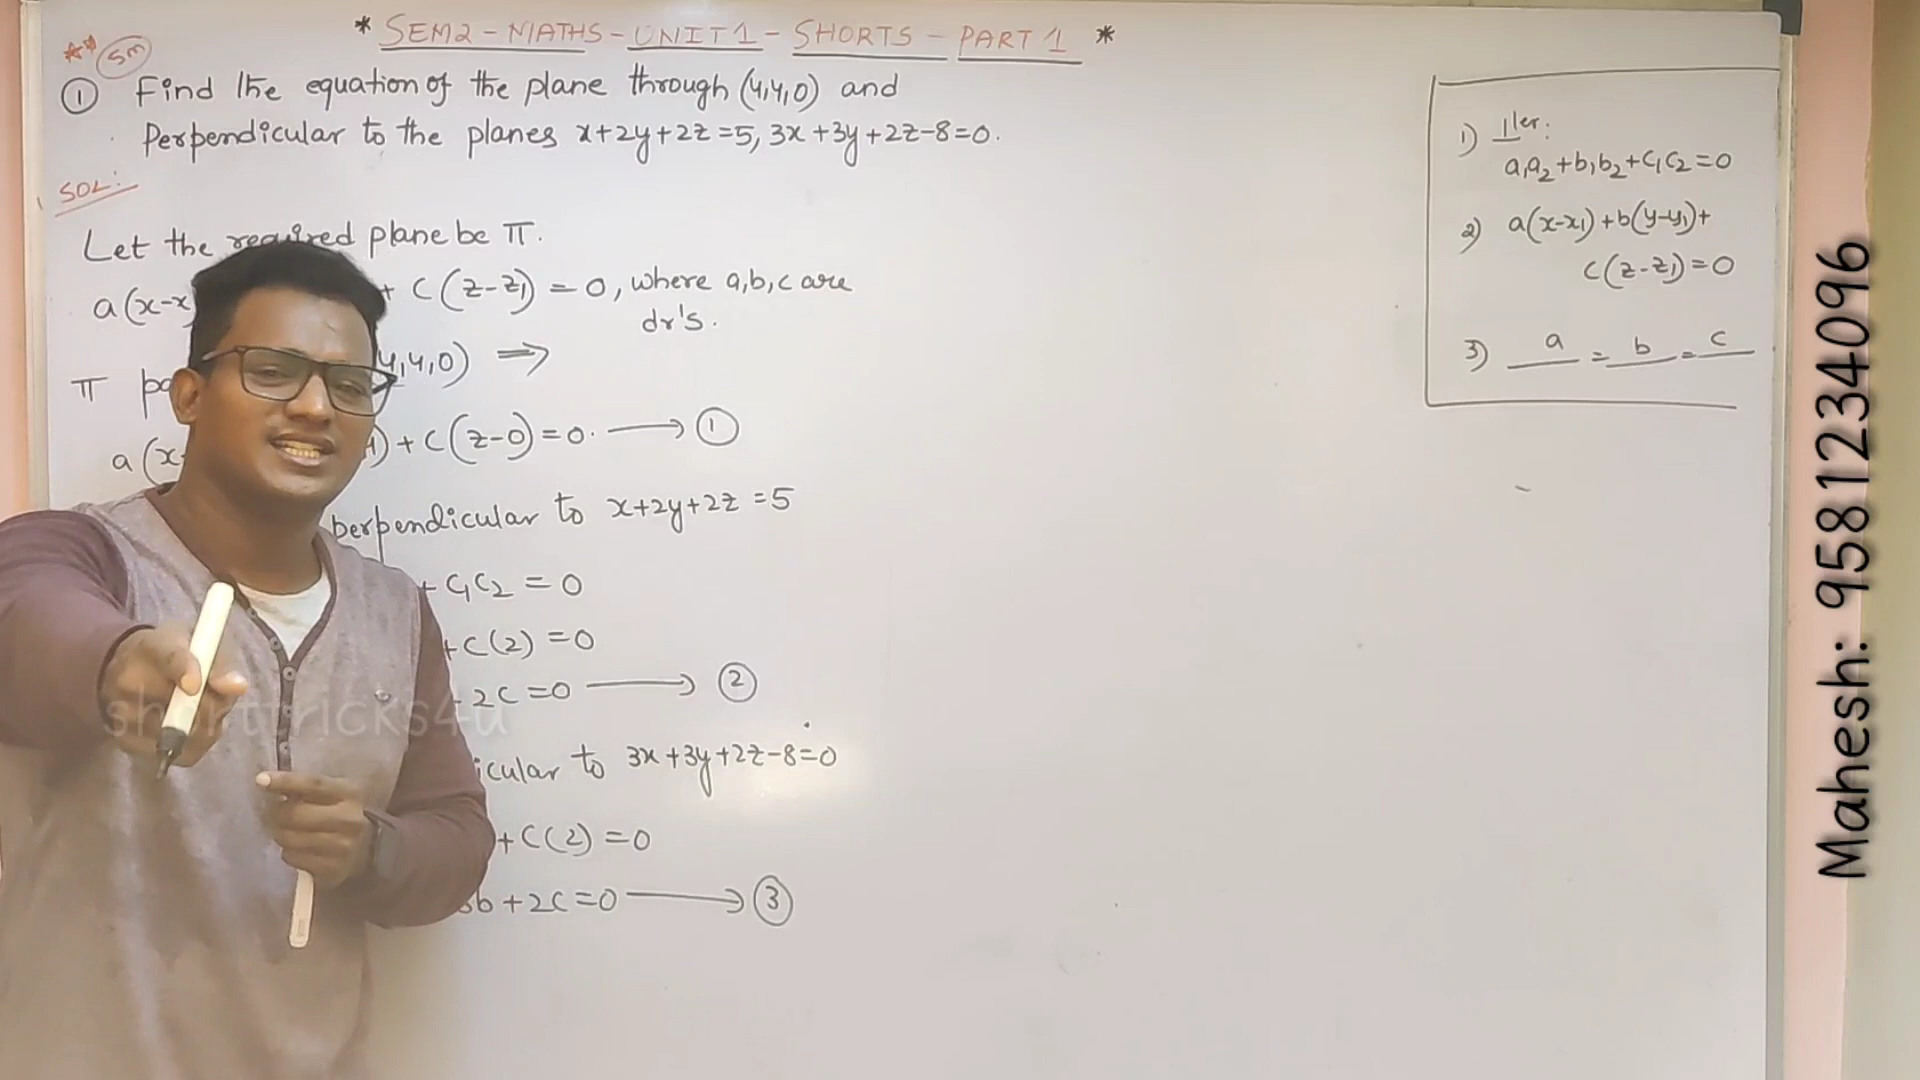 * SEM2 - MATHS - UNIT 1 - SHORTS - PART 1 *
** 5m
① Find the equation of the plane through (4,4,0) and
Perpendicular to the planes x+2y+2z=5, 3x+3y+2z-8=0.
SOL:
Let the required plane be π.
a(x-x + c(z-z₁) = 0, where a,b,c are
dr's.
π 4,4,0) ⇒
a(x- ) + c(z-0)=0. ⟶ ①
perpendicular to x+2y+2z=5
+ c₁c₂ = 0
+c(2) =0
2c=0 ⟶ ②
icular to 3x+3y+2z-8=0
+c(2)=0
b+2c=0 ⟶ ③
1) ⊥ler:
a₁a₂+b₁b₂+c₁c₂=0
2) a(x-x₁)+b(y-y₁)+
c(z-z₁)=0
3) a = b = c
shorttricks4u
Mahesh: 9581234096